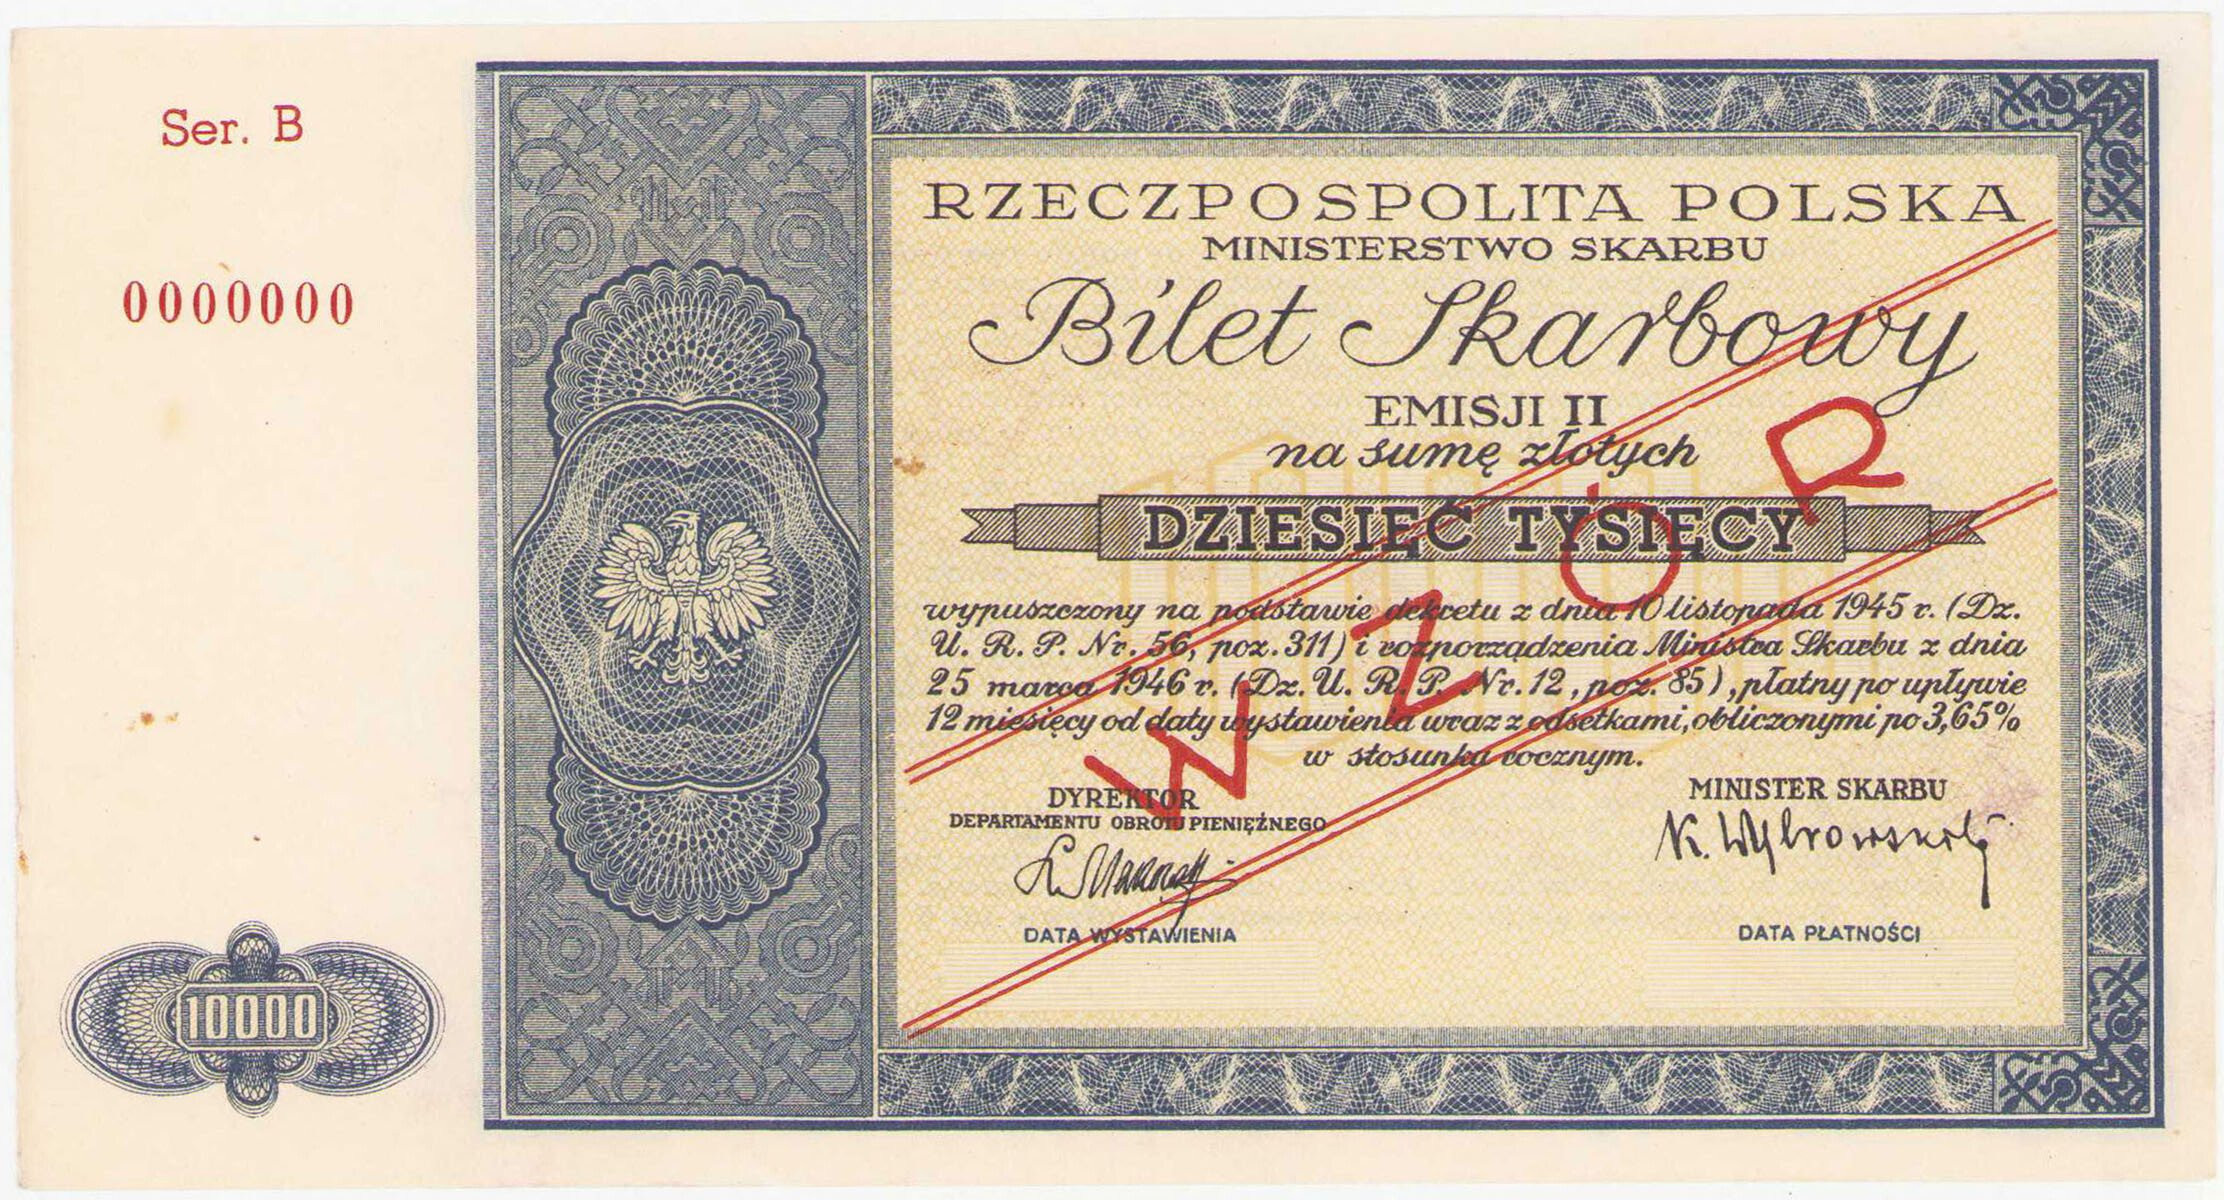 Ser. B
0000000
10000
RZECZPOSPOLITA POLSKA
MINISTERSTWO SKARBU
Bilet Skarbowy
EMISJI II
na sumę złotych
DZIESIĘĆ TYSIĘCY
wypuszczony na podstawie dekretu z dnia 10 listopada 1945 r. (Dz.
U. R. P. Nr. 56, poz. 311) i rozporządzenia Ministra Skarbu z dnia
25 marca 1946 r. (Dz. U. R. P. Nr. 12, poz. 85), płatny po upływie
12 miesięcy od daty wystawienia wraz z odsetkami, obliczonymi po 3,65%
w stosunku rocznym.
WZÓR
DYREKTOR
DEPARTAMENTU OBROTU PIENIĘŻNEGO
MINISTER SKARBU
DATA WYSTAWIENIA
DATA PŁATNOŚCI